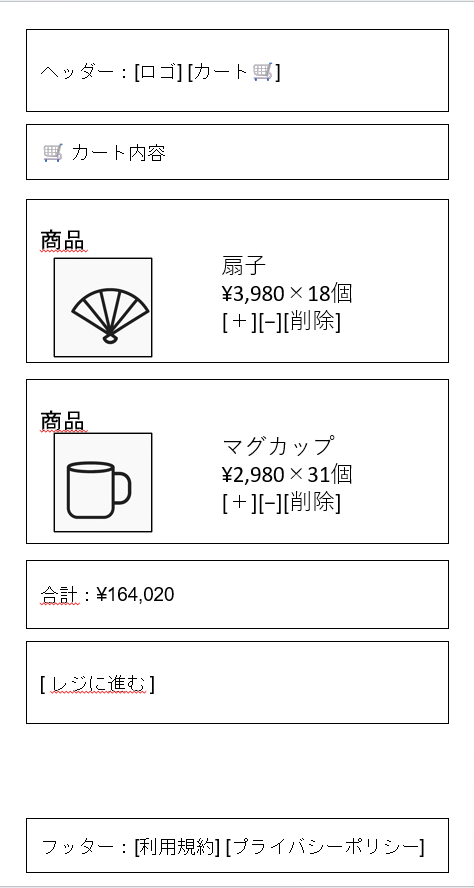 ヘッダー：[ロゴ] [カート🛒]
🛒 カート内容
商品
扇子
¥3,980×18個
[＋][−][削除]
商品
マグカップ
¥2,980×31個
[＋][−][削除]
合計：¥164,020
[ レジに進む ]
フッター：[利用規約] [プライバシーポリシー]